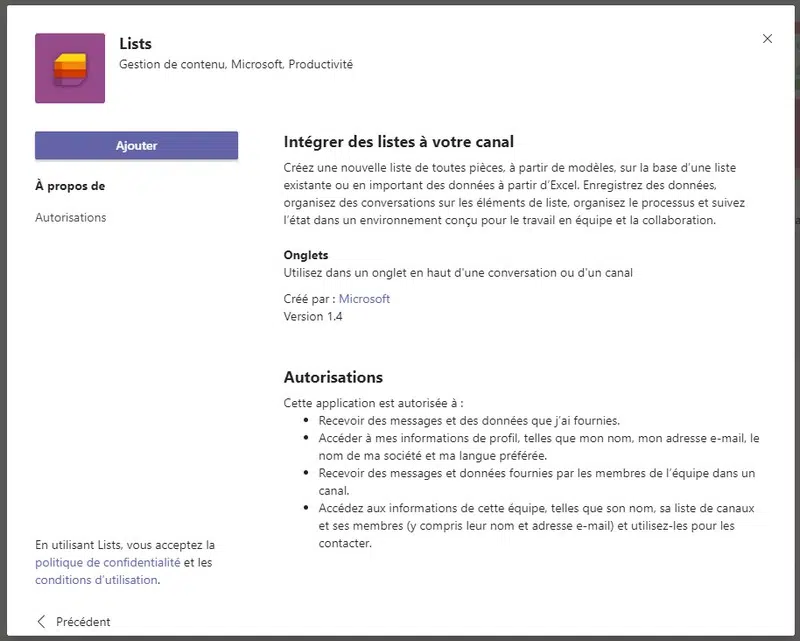 Lists
Gestion de contenu, Microsoft, Productivité
Ajouter
À propos de
Autorisations
Intégrer des listes à votre canal
Créez une nouvelle liste de toutes pièces, à partir de modèles, sur la base d'une liste
existante ou en important des données à partir d'Excel. Enregistrez des données,
organisez des conversations sur les éléments de liste, organisez le processus et suivez
l'état dans un environnement conçu pour le travail en équipe et la collaboration.
Onglets
Utilisez dans un onglet en haut d'une conversation ou d'un canal
Créé par : Microsoft
Version 1.4
Autorisations
Cette application est autorisée à :
• Recevoir des messages et des données que j'ai fournies.
• Accéder à mes informations de profil, telles que mon nom, mon adresse e-mail, le
nom de ma société et ma langue préférée.
• Recevoir des messages et données fournies par les membres de l'équipe dans un
canal.
• Accédez aux informations de cette équipe, telles que son nom, sa liste de canaux
et ses membres (y compris leur nom et adresse e-mail) et utilisez-les pour les
contacter.
En utilisant Lists, vous acceptez la
politique de confidentialité et les
conditions d'utilisation.
Précédent